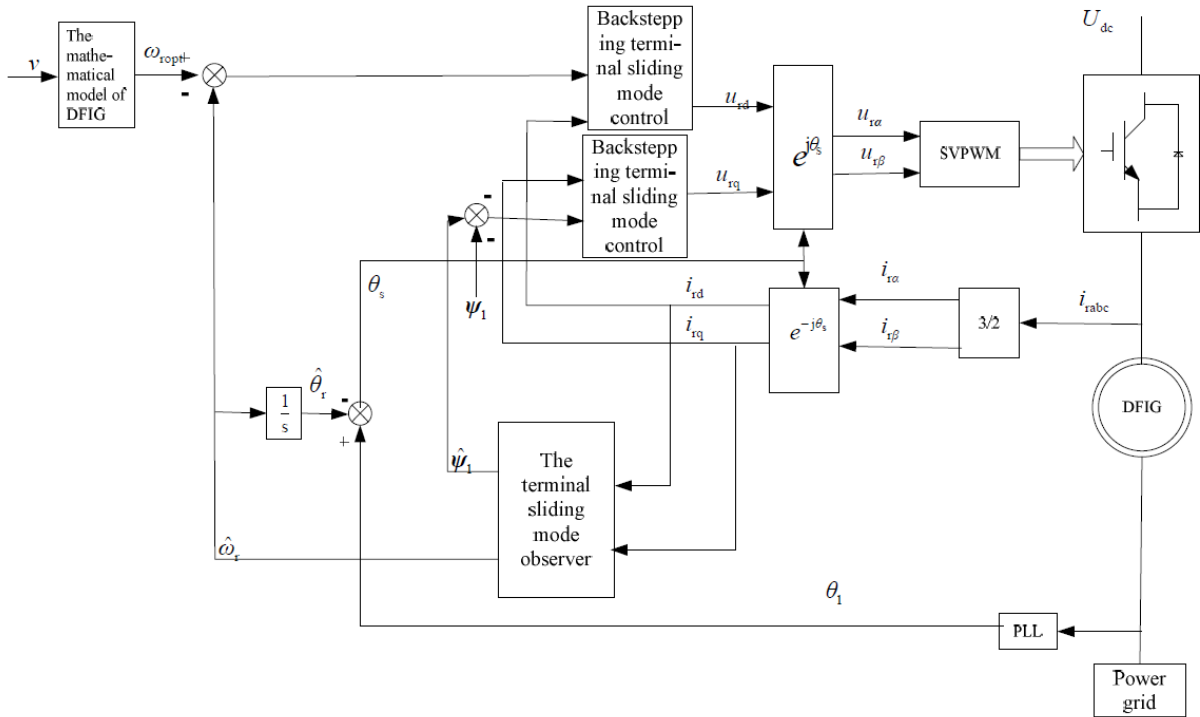 The
mathe-
matical
model of
DFIG
v
ω_ropt
+
-
Backstepp
ing termi-
nal sliding
mode
control
u_rd
Backstepp
ing termi-
nal sliding
mode
control
u_rq
e^jθ_s
u_rα
u_rβ
SVPWM
U_dc
-
-
ψ_1
θ_s
i_rd
i_rq
e^-jθ_s
i_rα
i_rβ
3/2
i_rabc
DFIG
1
s
θ̂_r
-
+
ψ̂_1
The
terminal
sliding
mode
observer
ω̂_r
θ_1
PLL
Power
grid